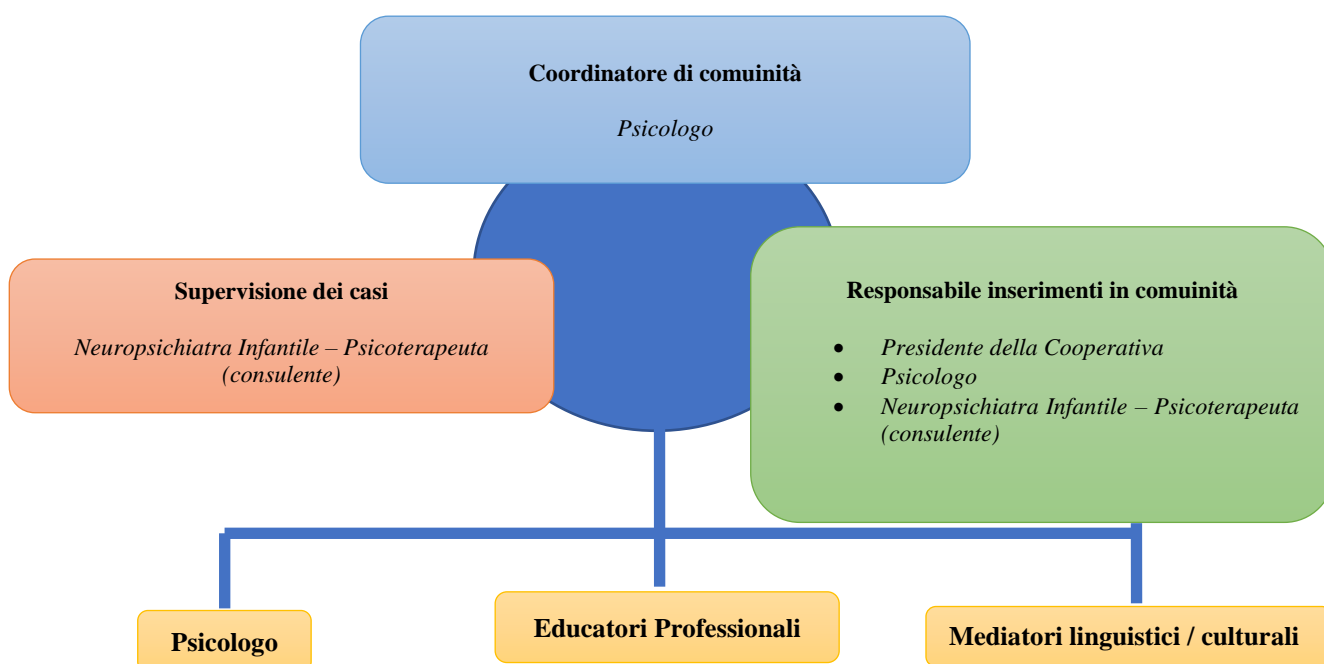 Coordinatore di comuinità
Psicologo
Supervisione dei casi
Neuropsichiatra Infantile – Psicoterapeuta
(consulente)
Responsabile inserimenti in comuinità
• Presidente della Cooperativa
• Psicologo
• Neuropsichiatra Infantile – Psicoterapeuta
(consulente)
Psicologo
Educatori Professionali
Mediatori linguistici / culturali